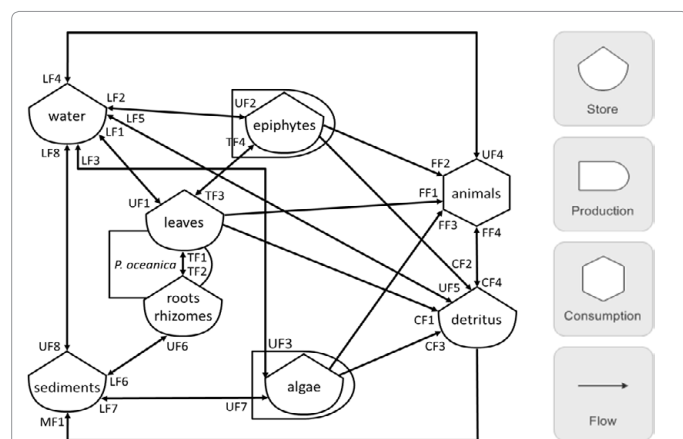 LF4
LF2
UF2
water
LF5
epiphytes
LF1
TF4
LF8
LF3
FF2
UF4
FF1
animals
UF1
TF3
leaves
FF3
FF4
P. oceanica
TF1
TF2
CF2
UF5
CF4
roots
rhizomes
CF1
detritus
UF8
UF6
UF3
CF3
sediments
LF6
algae
LF7
UF7
MF1
Store
Production
Consumption
Flow